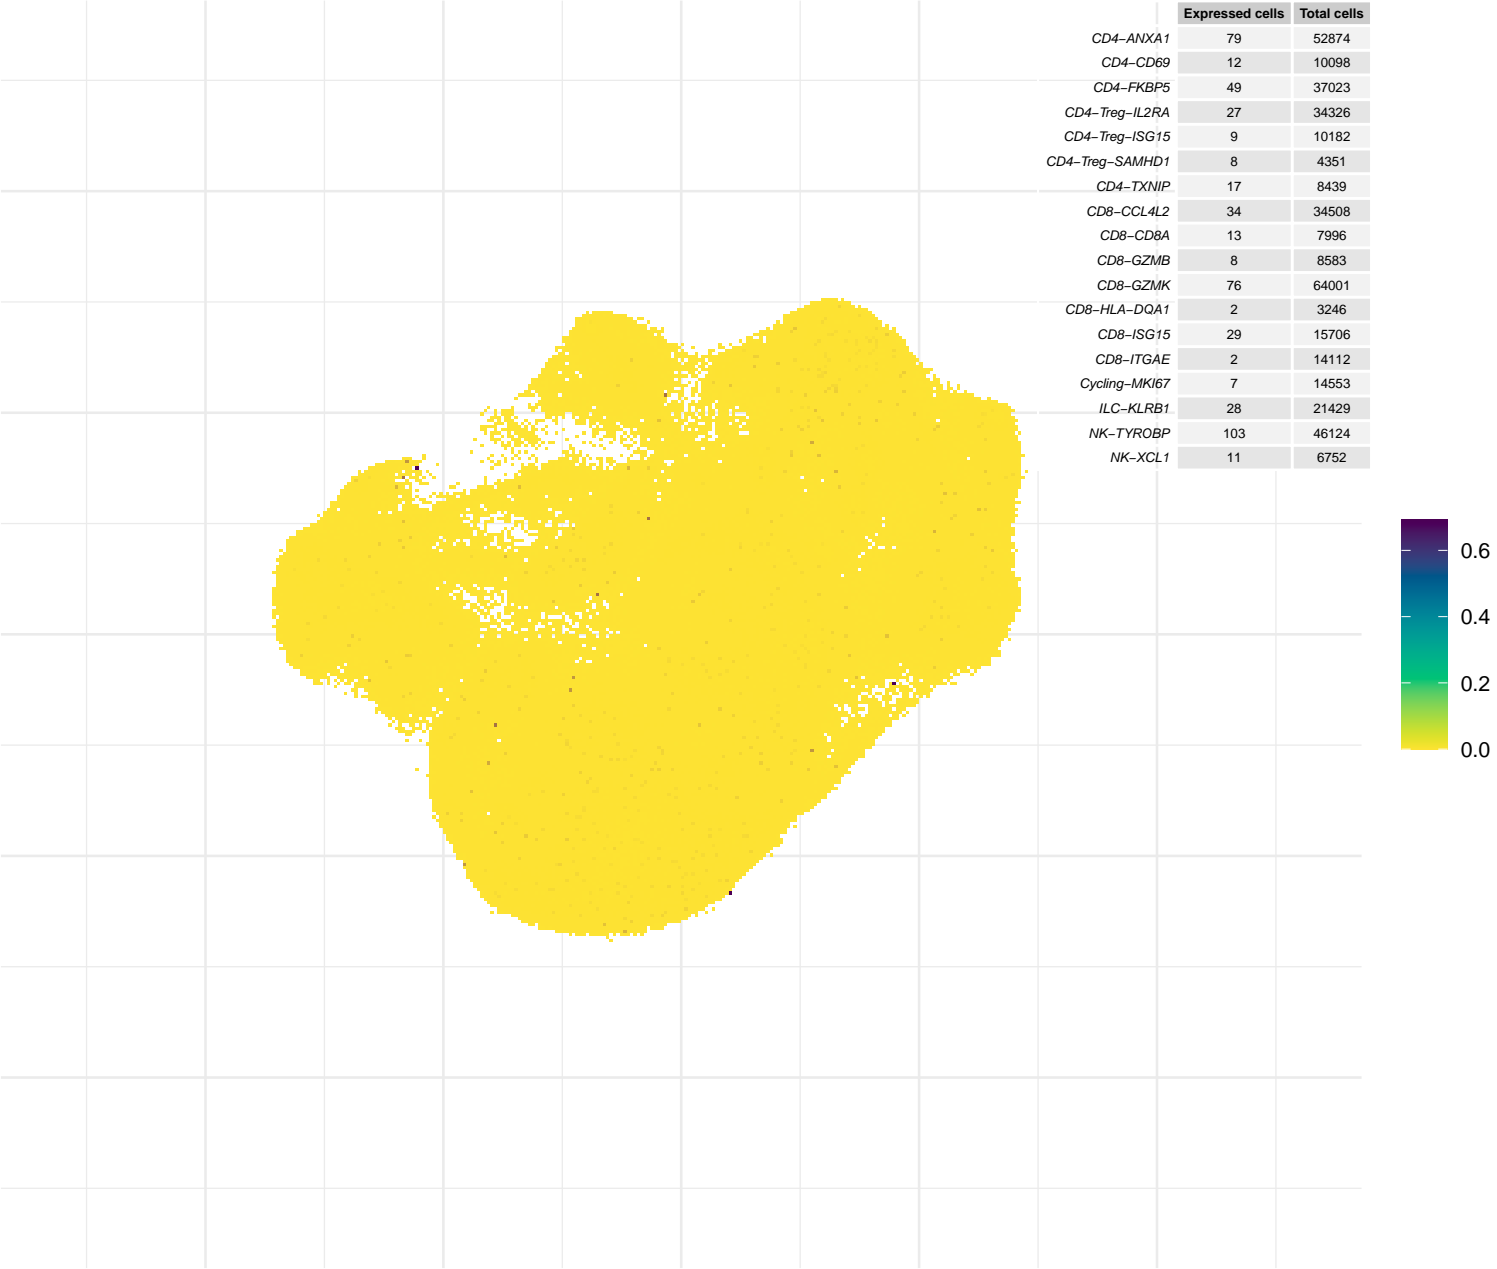 Expressed cells Total cells
CD4−ANXA1 79 52874
CD4−CD69 12 10098
CD4−FKBP5 49 37023
CD4−Treg−IL2RA 27 34326
CD4−Treg−ISG15 9 10182
CD4−Treg−SAMHD1 8 4351
CD4−TXNIP 17 8439
CD8−CCL4L2 34 34508
CD8−CD8A 13 7996
CD8−GZMB 8 8583
CD8−GZMK 76 64001
CD8−HLA−DQA1 2 3246
CD8−ISG15 29 15706
CD8−ITGAE 2 14112
Cycling−MKI67 7 14553
ILC−KLRB1 28 21429
NK−TYROBP 103 46124
NK−XCL1 11 6752
0.6
0.4
0.2
0.0